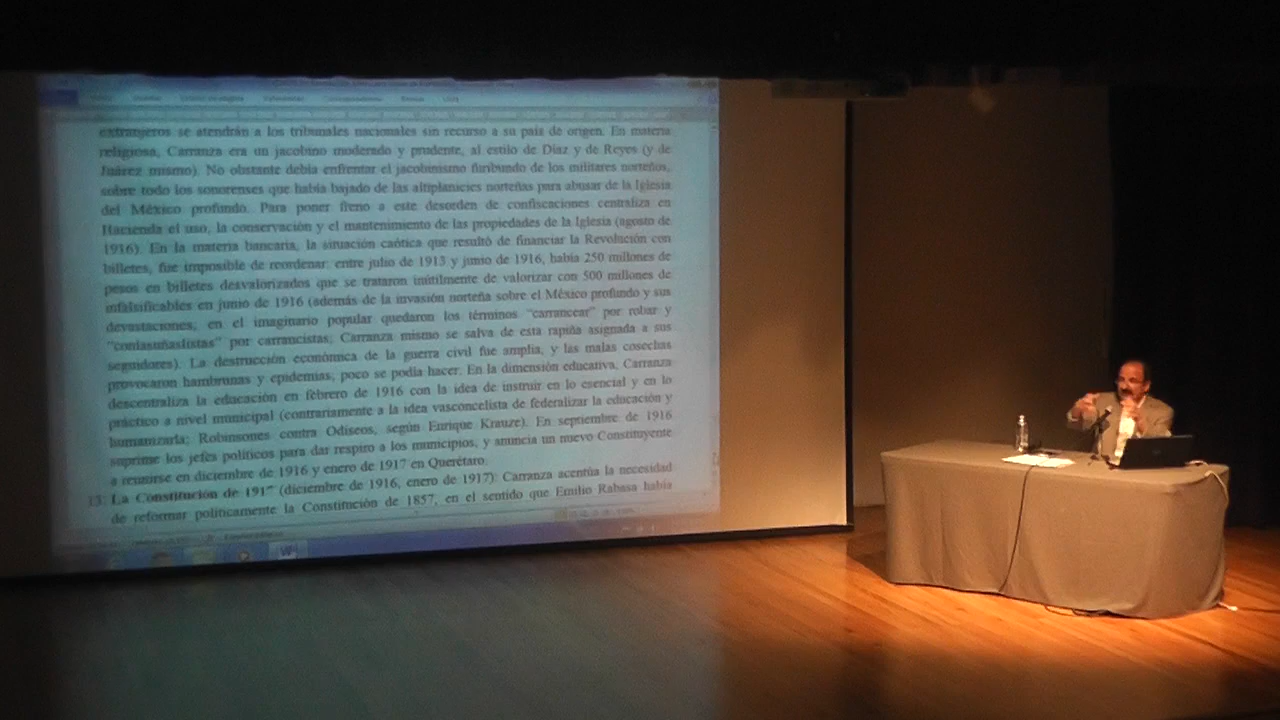 extranjeros se atendrán a los tribunales nacionales sin recurso a su país de origen. En materia
religiosa, Carranza era un jacobino moderado y prudente, al estilo de Díaz y de Reyes (y de
Juárez mismo). No obstante debía enfrentar el jacobinismo furibundo de los militares norteños,
sobre todo los sonorenses que había bajado de las altiplanicies norteñas para abusar de la Iglesia
del México profundo. Para poner freno a este desorden de confiscaciones centraliza en
Hacienda el uso, la conservación y el mantenimiento de las propiedades de la Iglesia (agosto de
1916). En la materia bancaria, la situación caótica que resultó de financiar la Revolución con
billetes, fue imposible de reordenar: entre julio de 1913 y junio de 1916, había 250 millones de
pesos en billetes desvalorizados que se trataron inútilmente de valorizar con 500 millones de
infalsificables en junio de 1916 (además de la invasión norteña sobre el México profundo y sus
devastaciones; en el imaginario popular quedaron los términos "carrancear" por robar y
"conlasuñaslistas" por carrancistas; Carranza mismo se salva de esta rapiña asignada a sus
seguidores). La destrucción económica de la guerra civil fue amplia, y las malas cosechas
provocaron hambrunas y epidemias; poco se podía hacer. En la dimensión educativa, Carranza
descentraliza la educación en febrero de 1916 con la idea de instruir en lo esencial y en lo
práctico a nivel municipal (contrariamente a la idea vasconcelista de federalizar la educación y
humanizarla; Robinsones contra Odiseos, según Enrique Krauze). En septiembre de 1916
suprime los jefes políticos para dar respiro a los municipios, y anuncia un nuevo Constituyente
a reunirse en diciembre de 1916 y enero de 1917 en Querétaro.
13. La Constitución de 1917 (diciembre de 1916, enero de 1917): Carranza acentúa la necesidad
de reformar políticamente la Constitución de 1857, en el sentido que Emilio Rabasa había